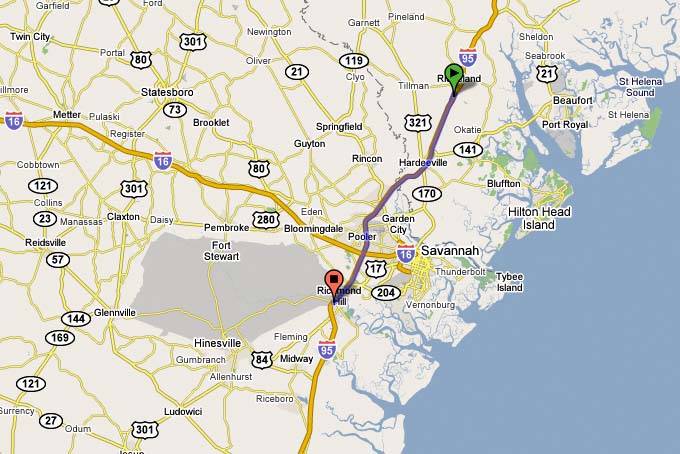 Pineland
Garnett
Newington
Twin City
301
Sheldon
Portal
80
301
Oliver
119
95
Seabrook
Clyo
Tillman
21
21
St Helena
Sound
llmore
Statesboro
Beaufort
Metter
Pulaski
73
321
St Helena
16
Brooklet
Springfield
Port Royal
Register
Okatie
Guyton
141
16
Rincon
Hardeeville
Cobbtown
80
Bluffton
121
301
170
Collins
Eden
Hilton Head
Island
23
Claxton
Daisy
280
Garden
City
Manassas
Pembroke
Bloomingdale
Pooler
Reidsville
Fort
Stewart
16
Savannah
57
17
Thunderbolt
Tybee
Island
Richmond
Hill
204
Vernonburg
144
Glennville
169
Fleming
Hinesville
95
Gumbranch
84
Midway
121
Allenhurst
Riceboro
Surrency
Ludowici
27
Odum
301
Jesup